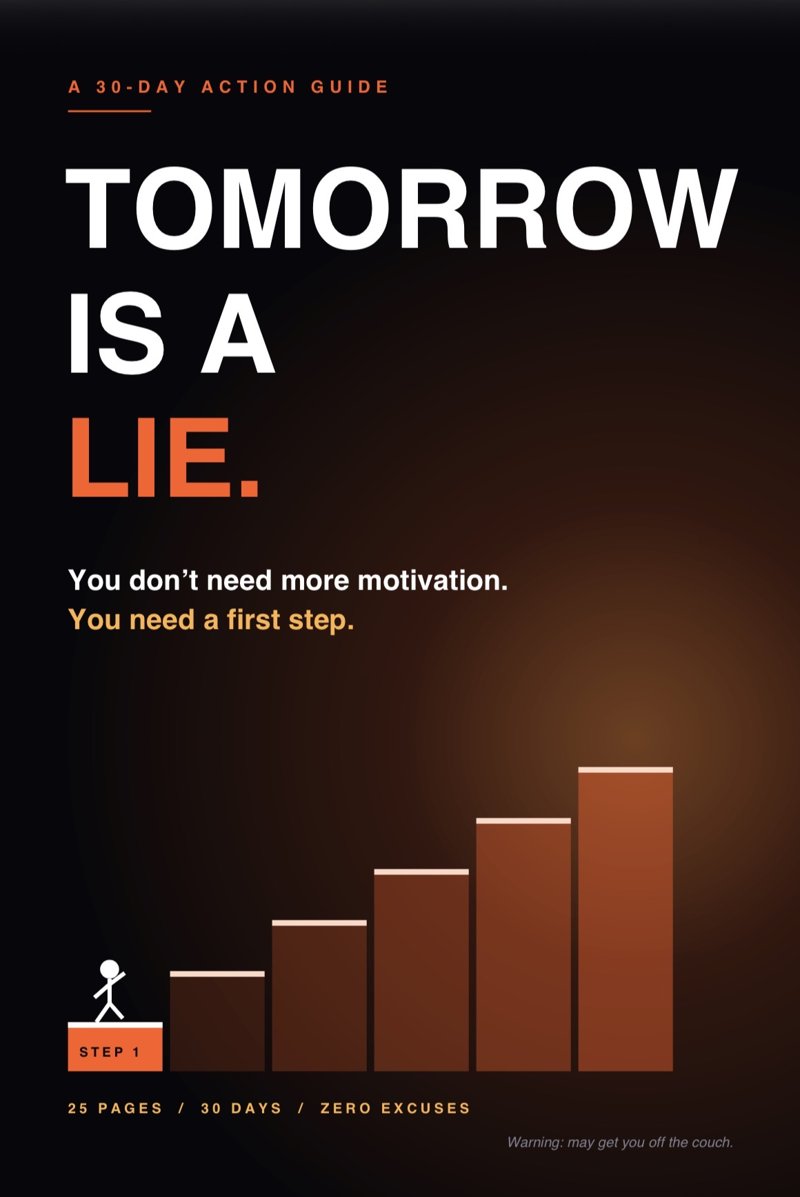 A 30-DAY ACTION GUIDE
TOMORROW
IS A
LIE.
You don’t need more motivation.
You need a first step.
STEP 1
25 PAGES / 30 DAYS / ZERO EXCUSES
Warning: may get you off the couch.